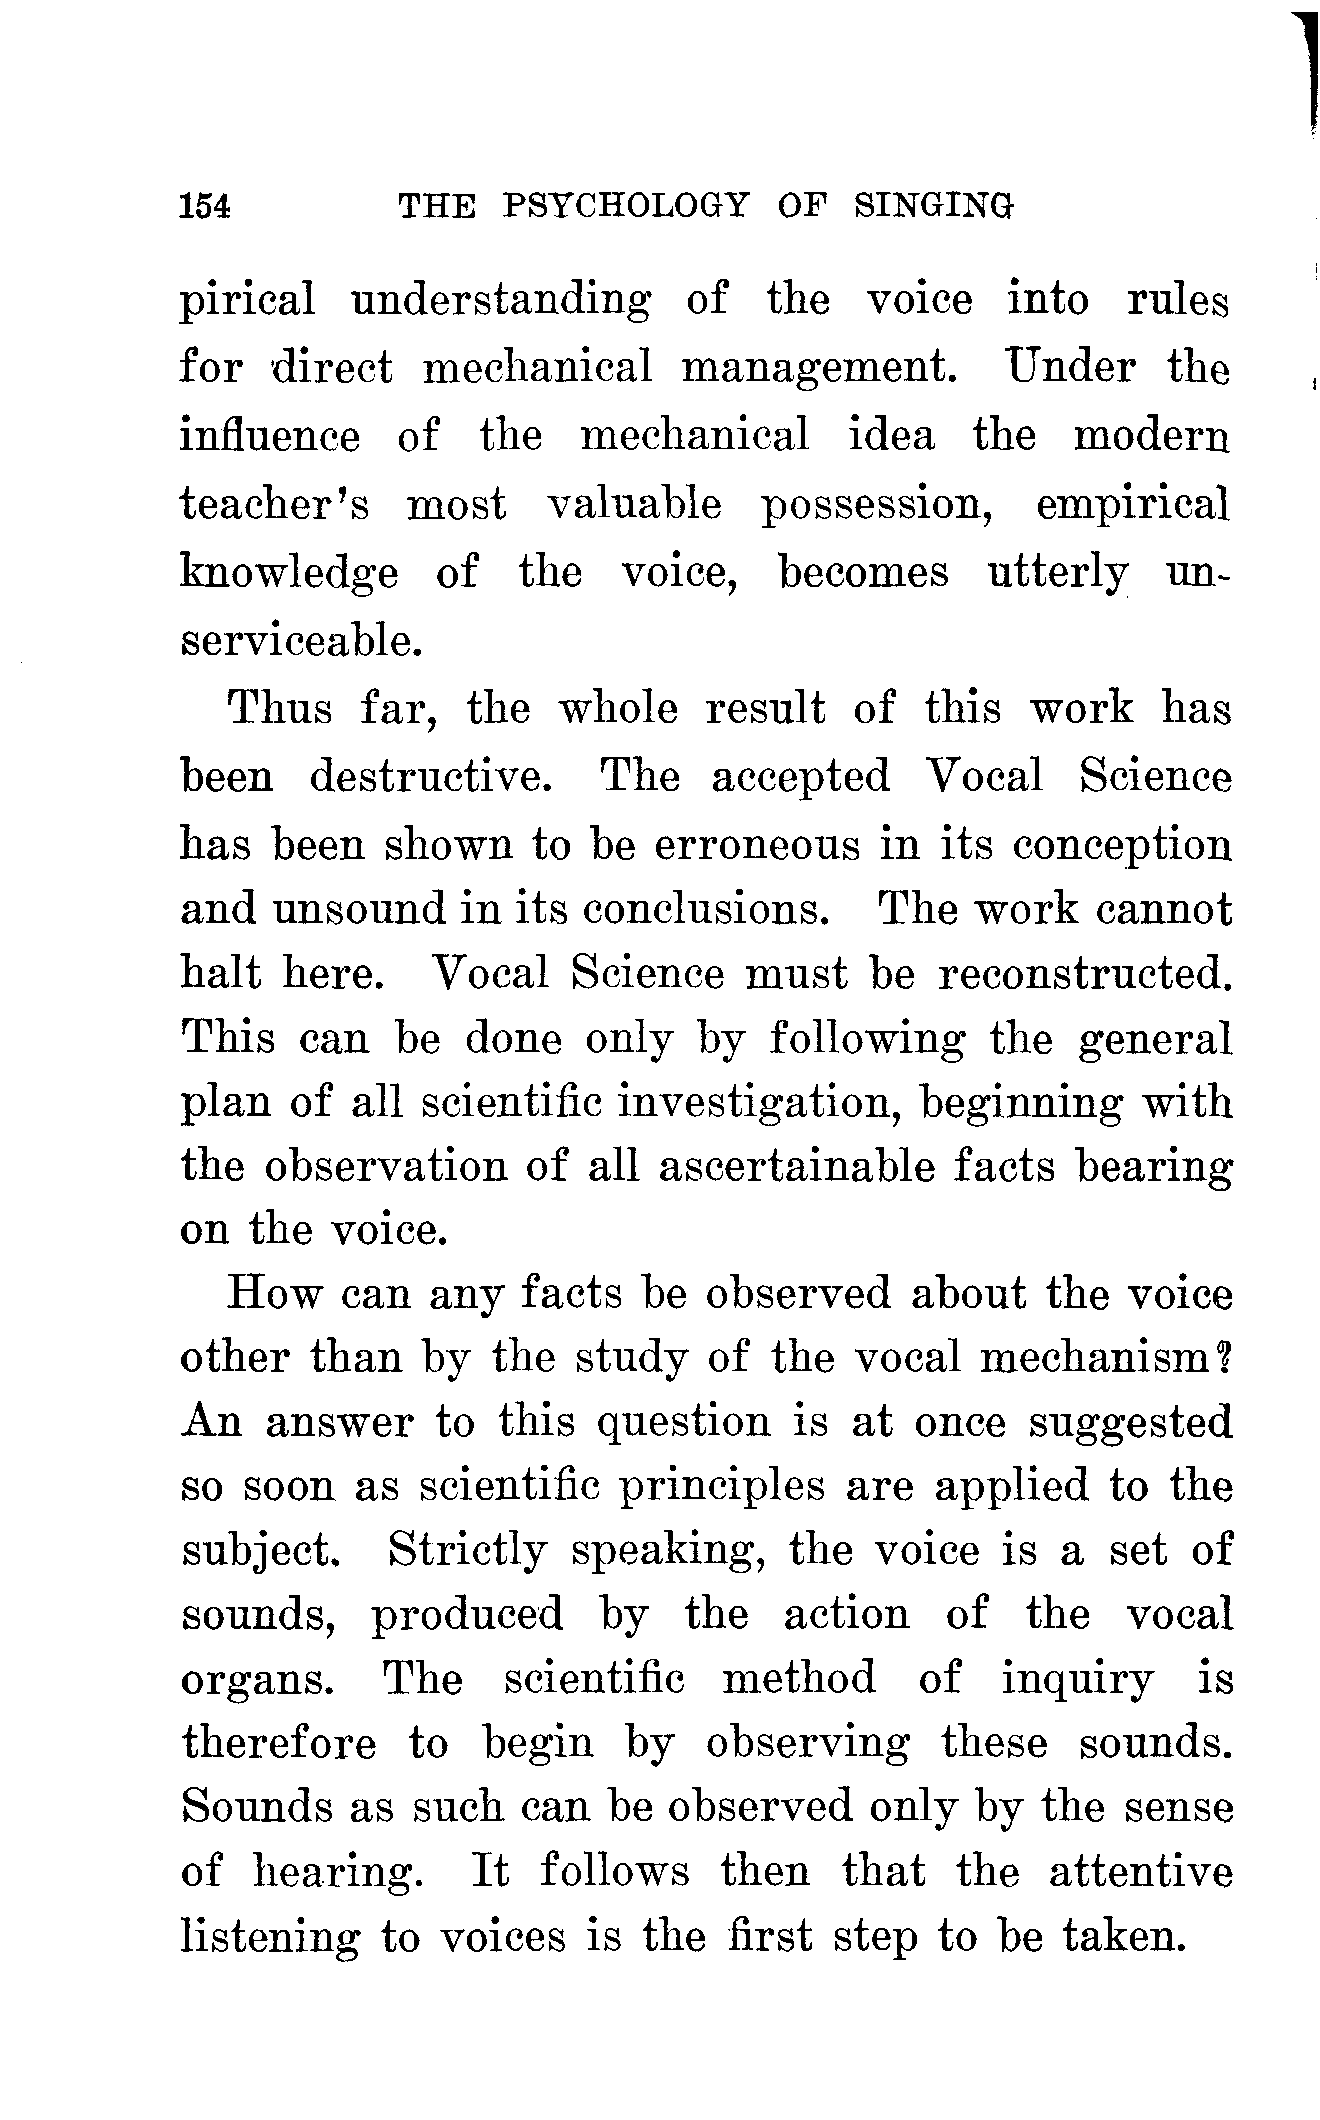 154 THE PSYCHOLOGY OF SINGING
pirical understanding of the voice into rules
for direct mechanical management. Under the
influence of the mechanical idea the modern
teacher's most valuable possession, empirical
knowledge of the voice, becomes utterly un-
serviceable.
Thus far, the whole result of this work has
been destructive. The accepted Vocal Science
has been shown to be erroneous in its conception
and unsound in its conclusions. The work cannot
halt here. Vocal Science must be reconstructed.
This can be done only by following the general
plan of all scientific investigation, beginning with
the observation of all ascertainable facts bearing
on the voice.
How can any facts be observed about the voice
other than by the study of the vocal mechanism?
An answer to this question is at once suggested
so soon as scientific principles are applied to the
subject. Strictly speaking, the voice is a set of
sounds, produced by the action of the vocal
organs. The scientific method of inquiry is
therefore to begin by observing these sounds.
Sounds as such can be observed only by the sense
of hearing. It follows then that the attentive
listening to voices is the first step to be taken.